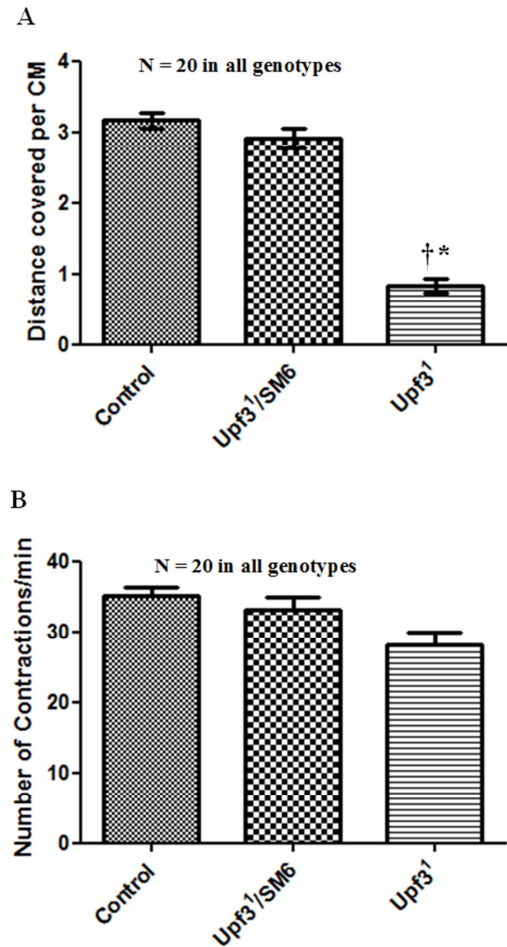 A
N = 20 in all genotypes
Distance covered per CM
4
3
2
1
0
†*
Control
Upf3¹/SM6
Upf3¹
B
N = 20 in all genotypes
Number of Contractions/min
40
30
20
10
0
Control
Upf3¹/SM6
Upf3¹